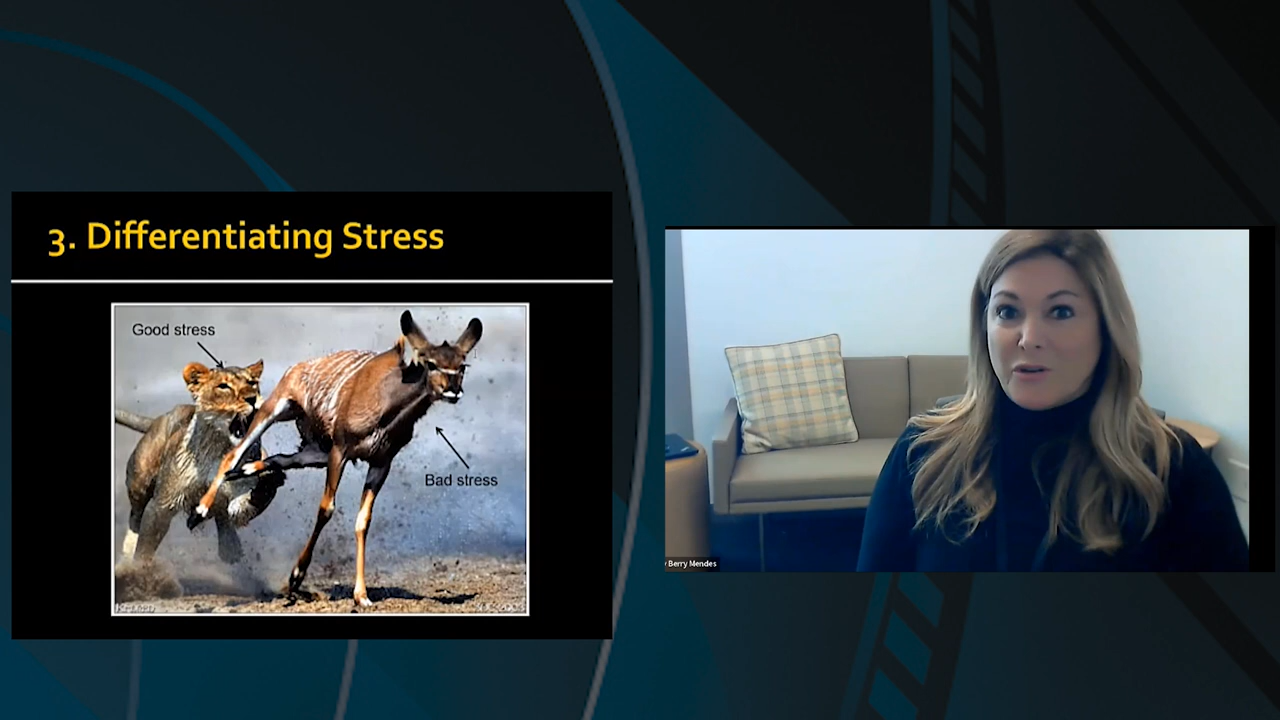 3. Differentiating Stress
Good stress
Bad stress
Berry Mendes